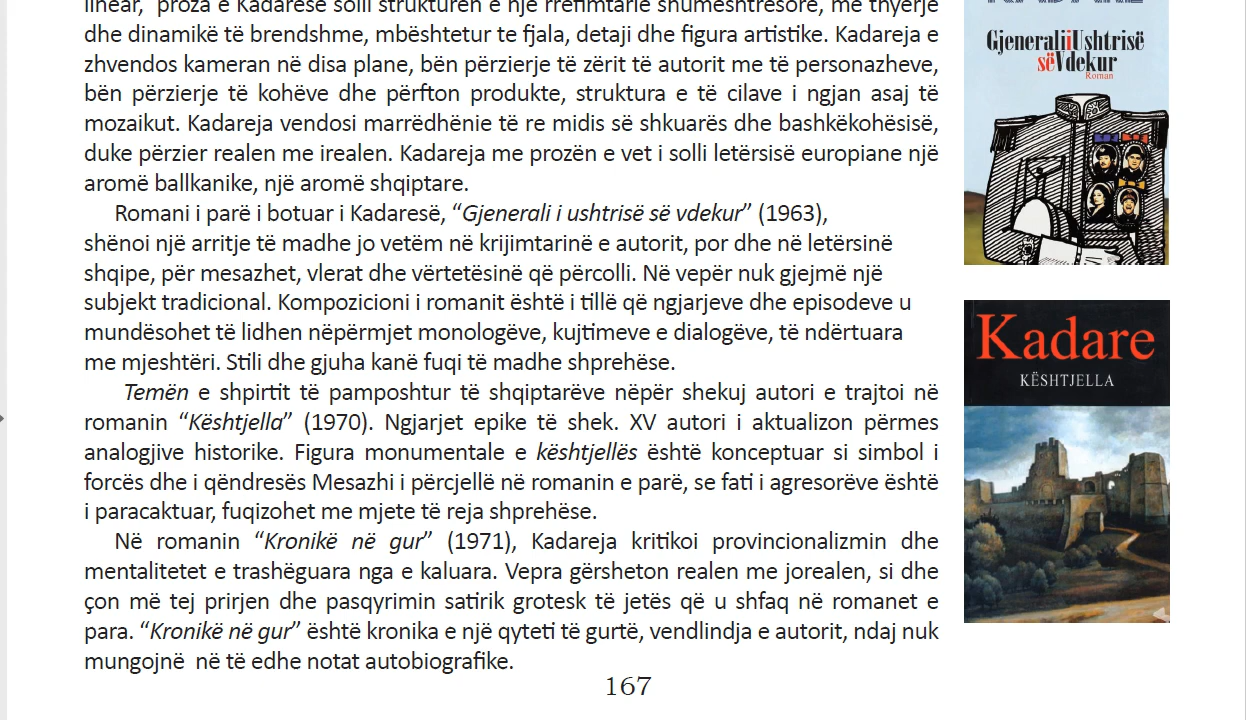 linear, proza e Kadaresë solli strukturën e një rrëfimtarie shumështresore, me thyerje
dhe dinamikë të brendshme, mbështetur te fjala, detaji dhe figura artistike. Kadareja e
zhvendos kameran në disa plane, bën përzierje të zërit të autorit me të personazheve,
bën përzierje të kohëve dhe përfton produkte, struktura e të cilave i ngjan asaj të
mozaikut. Kadareja vendosi marrëdhënie të re midis së shkuarës dhe bashkëkohësisë,
duke përzier realen me irealen. Kadareja me prozën e vet i solli letërsisë europiane një
aromë ballkanike, një aromë shqiptare.
Romani i parë i botuar i Kadaresë, “Gjenerali i ushtrisë së vdekur” (1963),
shënoi një arritje të madhe jo vetëm në krijimtarinë e autorit, por dhe në letërsinë
shqipe, për mesazhet, vlerat dhe vërtetësinë që përcolli. Në vepër nuk gjejmë një
subjekt tradicional. Kompozicioni i romanit është i tillë që ngjarjeve dhe episodeve u
mundësohet të lidhen nëpërmjet monologëve, kujtimeve e dialogëve, të ndërtuara
me mjeshtëri. Stili dhe gjuha kanë fuqi të madhe shprehëse.
Temën e shpirtit të pamposhtur të shqiptarëve nëpër shekuj autori e trajtoi në
romanin “Kështjella” (1970). Ngjarjet epike të shek. XV autori i aktualizon përmes
analogjive historike. Figura monumentale e kështjellës është konceptuar si simbol i
forcës dhe i qëndresës Mesazhi i përcjellë në romanin e parë, se fati i agresorëve është
i paracaktuar, fuqizohet me mjete të reja shprehëse.
Në romanin “Kronikë në gur” (1971), Kadareja kritikoi provincionalizmin dhe
mentalitetet e trashëguara nga e kaluara. Vepra gërsheton realen me jorealen, si dhe
çon më tej prirjen dhe pasqyrimin satirik grotesk të jetës që u shfaq në romanet e
para. “Kronikë në gur” është kronika e një qyteti të gurtë, vendlindja e autorit, ndaj nuk
mungojnë në të edhe notat autobiografike.
167
Gjenerali i Ushtrisë
së Vdekur
Roman
Kadare
KËSHTJELLA